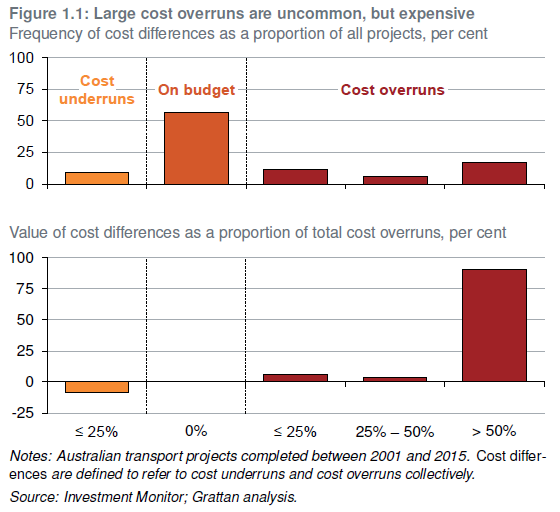 Figure 1.1: Large cost overruns are uncommon, but expensive
Frequency of cost differences as a proportion of all projects, per cent
100
75
50
25
0
Cost
underruns
On budget
Cost overruns
Value of cost differences as a proportion of total cost overruns, per cent
100
75
50
25
0
-25
≤ 25%
0%
≤ 25%
25% – 50%
> 50%
Notes: Australian transport projects completed between 2001 and 2015. Cost differ-
ences are defined to refer to cost underruns and cost overruns collectively.
Source: Investment Monitor; Grattan analysis.